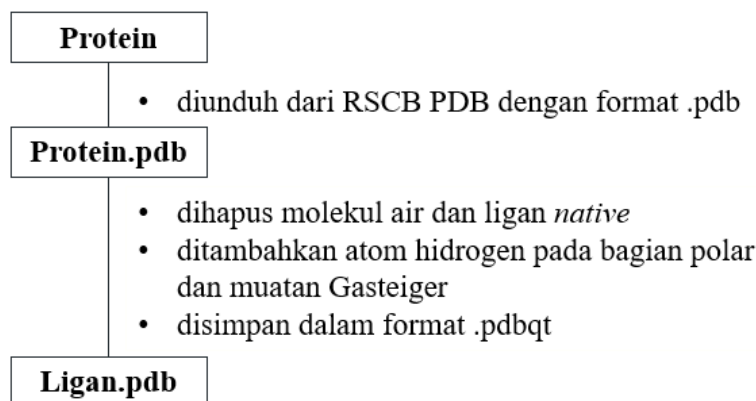 Protein
• diunduh dari RSCB PDB dengan format .pdb
Protein.pdb
• dihapus molekul air dan ligan native
• ditambahkan atom hidrogen pada bagian polar
dan muatan Gasteiger
• disimpan dalam format .pdbqt
Ligan.pdb